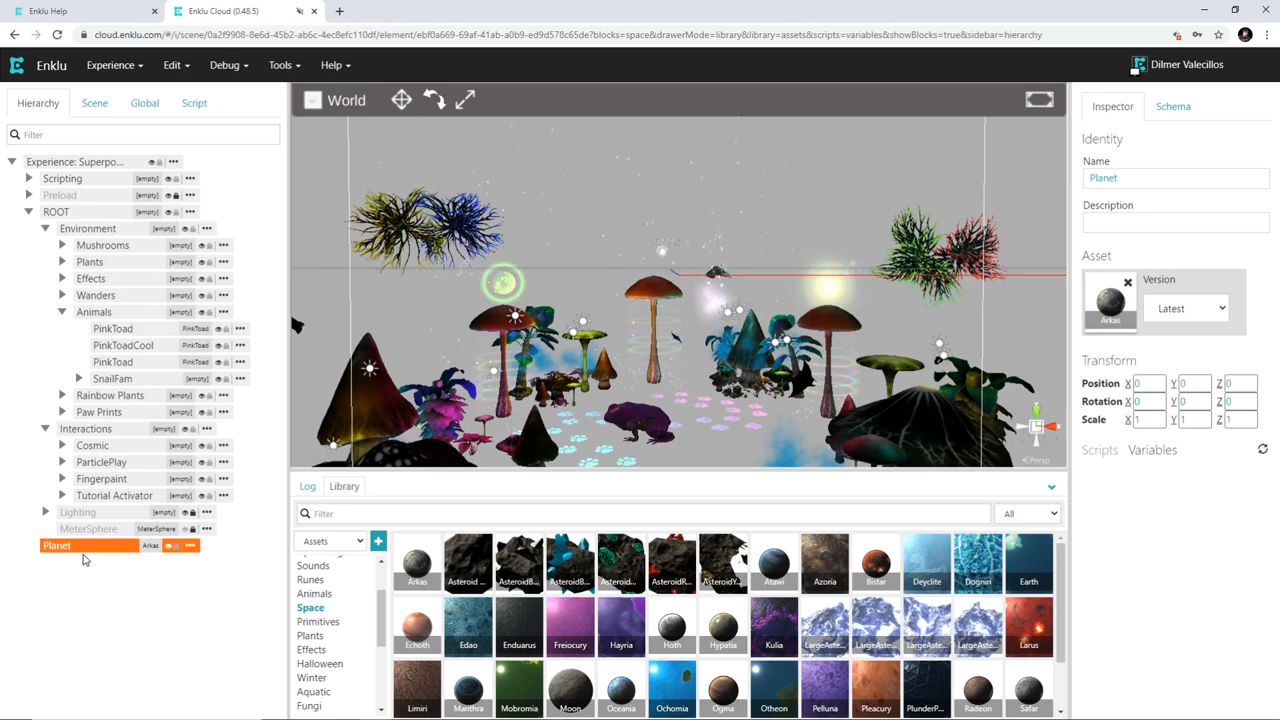 Enklu Help
Enklu Cloud (0.48.5)
cloud.enklu.com/#/i/scene/0a2f9908-8e6d-45b2-ab6c-4ec8efc110df/element/ebf0a669-69af-41ab-a0b9-ed9d578c65de?blocks=space&drawerMode=library&library=assets&scripts=variables&showBlocks=true&sidebar=hierarchy
Enklu
Experience
Edit
Debug
Tools
Help
Dilmer Valecillos
Hierarchy
Scene
Global
Script
Filter
Experience: Superpo...
Scripting [empty]
Preload [empty]
ROOT [empty]
Environment [empty]
Mushrooms [empty]
Plants [empty]
Effects [empty]
Wanders [empty]
Animals [empty]
PinkToad PinkToad
PinkToadCool PinkToad
PinkToad PinkToad
SnailFam [empty]
Rainbow Plants [empty]
Paw Prints [empty]
Interactions [empty]
Cosmic [empty]
ParticlePlay [empty]
Fingerpaint [empty]
Tutorial Activator [empty]
Lighting [empty]
MeterSphere MeterSphere
Planet Arkas
World
Persp
Log
Library
Filter
All
Assets
Sounds
Runes
Animals
Space
Primitives
Plants
Effects
Halloween
Winter
Aquatic
Fungi
Arkas
Asteroid ...
AsteroidB...
AsteroidB...
Asteroid...
AsteroidR...
AsteroidY...
Atawi
Azoria
Bistar
Deyclite
Dognin
Earth
Echoth
Edao
Enduarus
Freiocury
Hayria
Hoth
Hypatia
Kulia
LargeAste...
LargeAste...
LargeAste...
LargeAste...
Larus
Limiri
Manthra
Mobromia
Moon
Oceania
Ochomia
Ogma
Otheon
Pelluna
Pleacury
PlunderP...
Radeon
Safar
Inspector
Schema
Identity
Name
Planet
Description
Asset
Arkas
Version
Latest
Transform
Position X 0 Y 0 Z 0
Rotation X 0 Y 0 Z 0
Scale X 1 Y 1 Z 1
Scripts
Variables